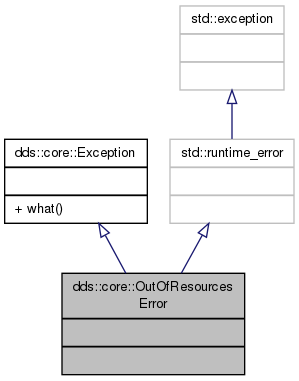 std::exception
dds::core::Exception
+ what()
std::runtime_error
dds::core::OutOfResources
Error